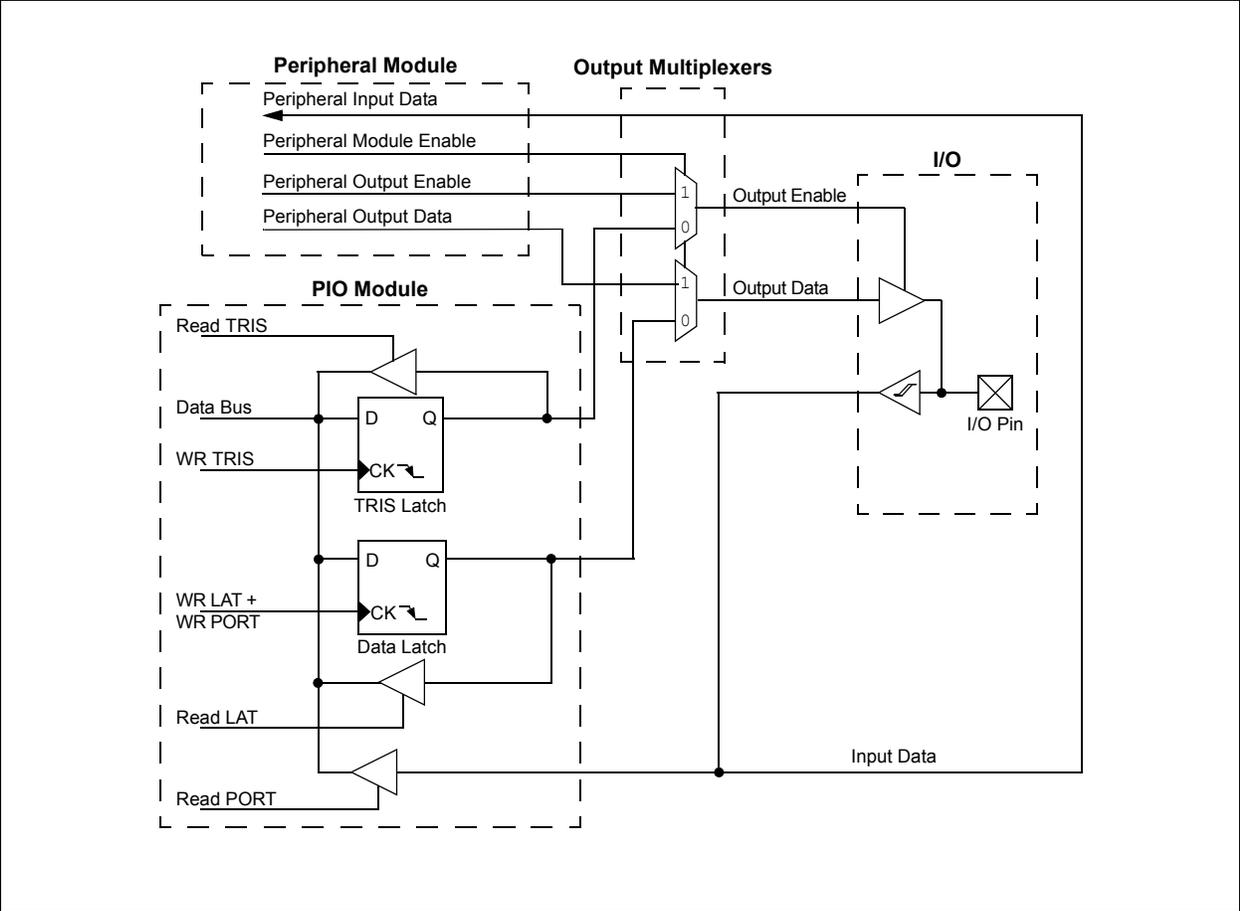 Peripheral Module
Output Multiplexers
Peripheral Input Data
Peripheral Module Enable
Peripheral Output Enable
Peripheral Output Data
1
0
1
0
Output Enable
Output Data
I/O
I/O Pin
PIO Module
Read TRIS
Data Bus
D Q
WR TRIS
CK
TRIS Latch
D Q
WR LAT +
WR PORT
CK
Data Latch
Read LAT
Read PORT
Input Data